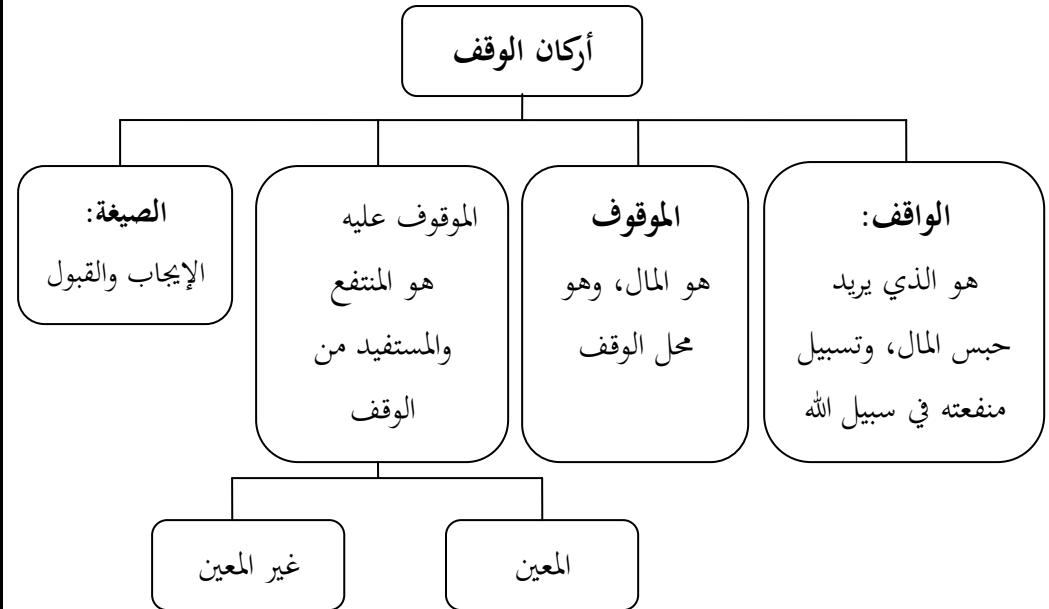 أركان الوقف
الواقف:
هو الذي يريد
حبس المال، وتسبيل
منفعته في سبيل الله
الموقوف
هو المال، وهو
محل الوقف
الموقوف عليه
هو المنتفع
والمستفيد من
الوقف
الصيغة:
الإيجاب والقبول
المعين
غير المعين